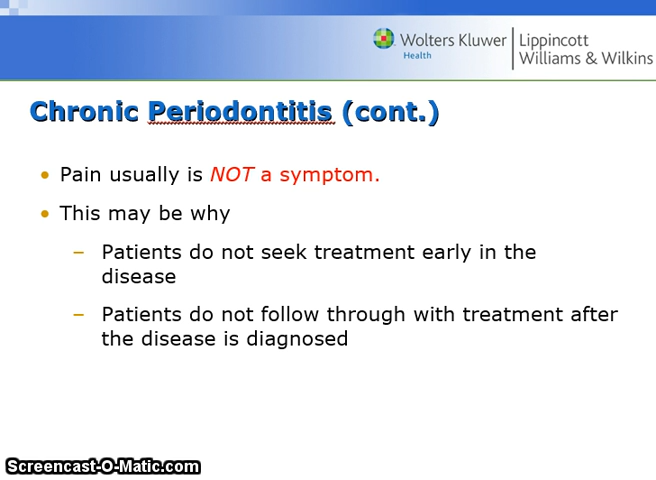 Wolters Kluwer
Health
Lippincott
Williams & Wilkins
Chronic Periodontitis (cont.)
• Pain usually is NOT a symptom.
• This may be why
– Patients do not seek treatment early in the
disease
– Patients do not follow through with treatment after
the disease is diagnosed
Screencast-O-Matic.com